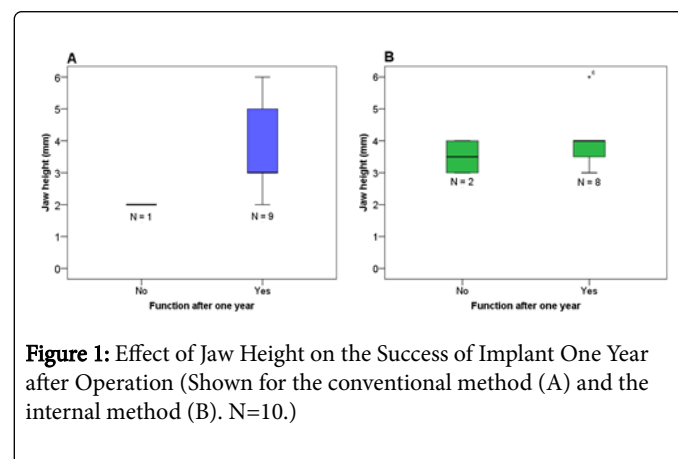 A
Jaw height (mm)
6
5
4
3
2
1
0
N = 1
N = 9
No
Yes
Function after one year
B
Jaw height (mm)
6
5
4
3
2
1
0
N = 2
N = 8
No
Yes
Function after one year
Figure 1: Effect of Jaw Height on the Success of Implant One Year
after Operation (Shown for the conventional method (A) and the
internal method (B). N=10.)